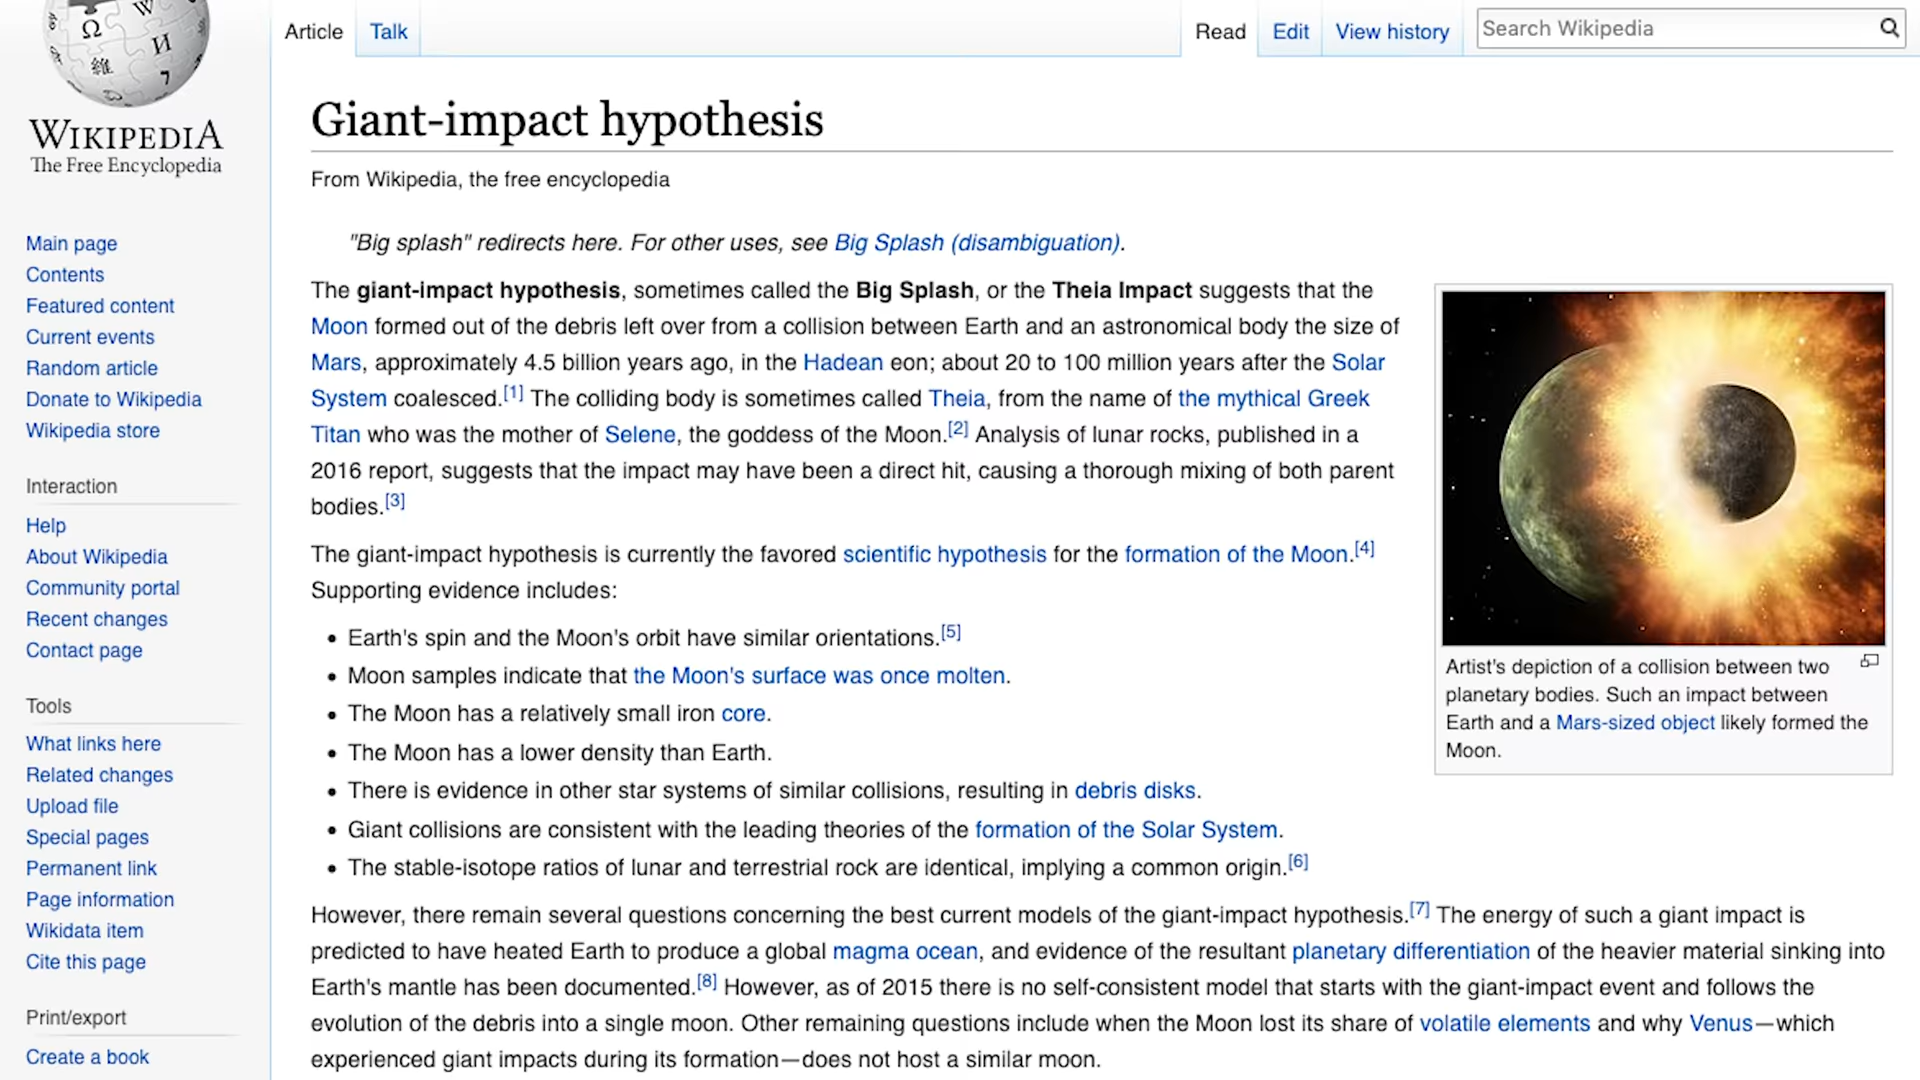 Article
Talk
Read
Edit
View history
Search Wikipedia
Ω
W
И
維
WIKIPEDIA
The Free Encyclopedia
Main page
Contents
Featured content
Current events
Random article
Donate to Wikipedia
Wikipedia store
Interaction
Help
About Wikipedia
Community portal
Recent changes
Contact page
Tools
What links here
Related changes
Upload file
Special pages
Permanent link
Page information
Wikidata item
Cite this page
Print/export
Create a book
Giant-impact hypothesis
From Wikipedia, the free encyclopedia
"Big splash" redirects here. For other uses, see Big Splash (disambiguation).
The giant-impact hypothesis, sometimes called the Big Splash, or the Theia Impact suggests that the
Moon formed out of the debris left over from a collision between Earth and an astronomical body the size of
Mars, approximately 4.5 billion years ago, in the Hadean eon; about 20 to 100 million years after the Solar
System coalesced.[1] The colliding body is sometimes called Theia, from the name of the mythical Greek
Titan who was the mother of Selene, the goddess of the Moon.[2] Analysis of lunar rocks, published in a
2016 report, suggests that the impact may have been a direct hit, causing a thorough mixing of both parent
bodies.[3]
The giant-impact hypothesis is currently the favored scientific hypothesis for the formation of the Moon.[4]
Supporting evidence includes:
• Earth's spin and the Moon's orbit have similar orientations.[5]
• Moon samples indicate that the Moon's surface was once molten.
• The Moon has a relatively small iron core.
• The Moon has a lower density than Earth.
• There is evidence in other star systems of similar collisions, resulting in debris disks.
• Giant collisions are consistent with the leading theories of the formation of the Solar System.
• The stable-isotope ratios of lunar and terrestrial rock are identical, implying a common origin.[6]
Artist's depiction of a collision between two
planetary bodies. Such an impact between
Earth and a Mars-sized object likely formed the
Moon.
However, there remain several questions concerning the best current models of the giant-impact hypothesis.[7] The energy of such a giant impact is
predicted to have heated Earth to produce a global magma ocean, and evidence of the resultant planetary differentiation of the heavier material sinking into
Earth's mantle has been documented.[8] However, as of 2015 there is no self-consistent model that starts with the giant-impact event and follows the
evolution of the debris into a single moon. Other remaining questions include when the Moon lost its share of volatile elements and why Venus—which
experienced giant impacts during its formation—does not host a similar moon.